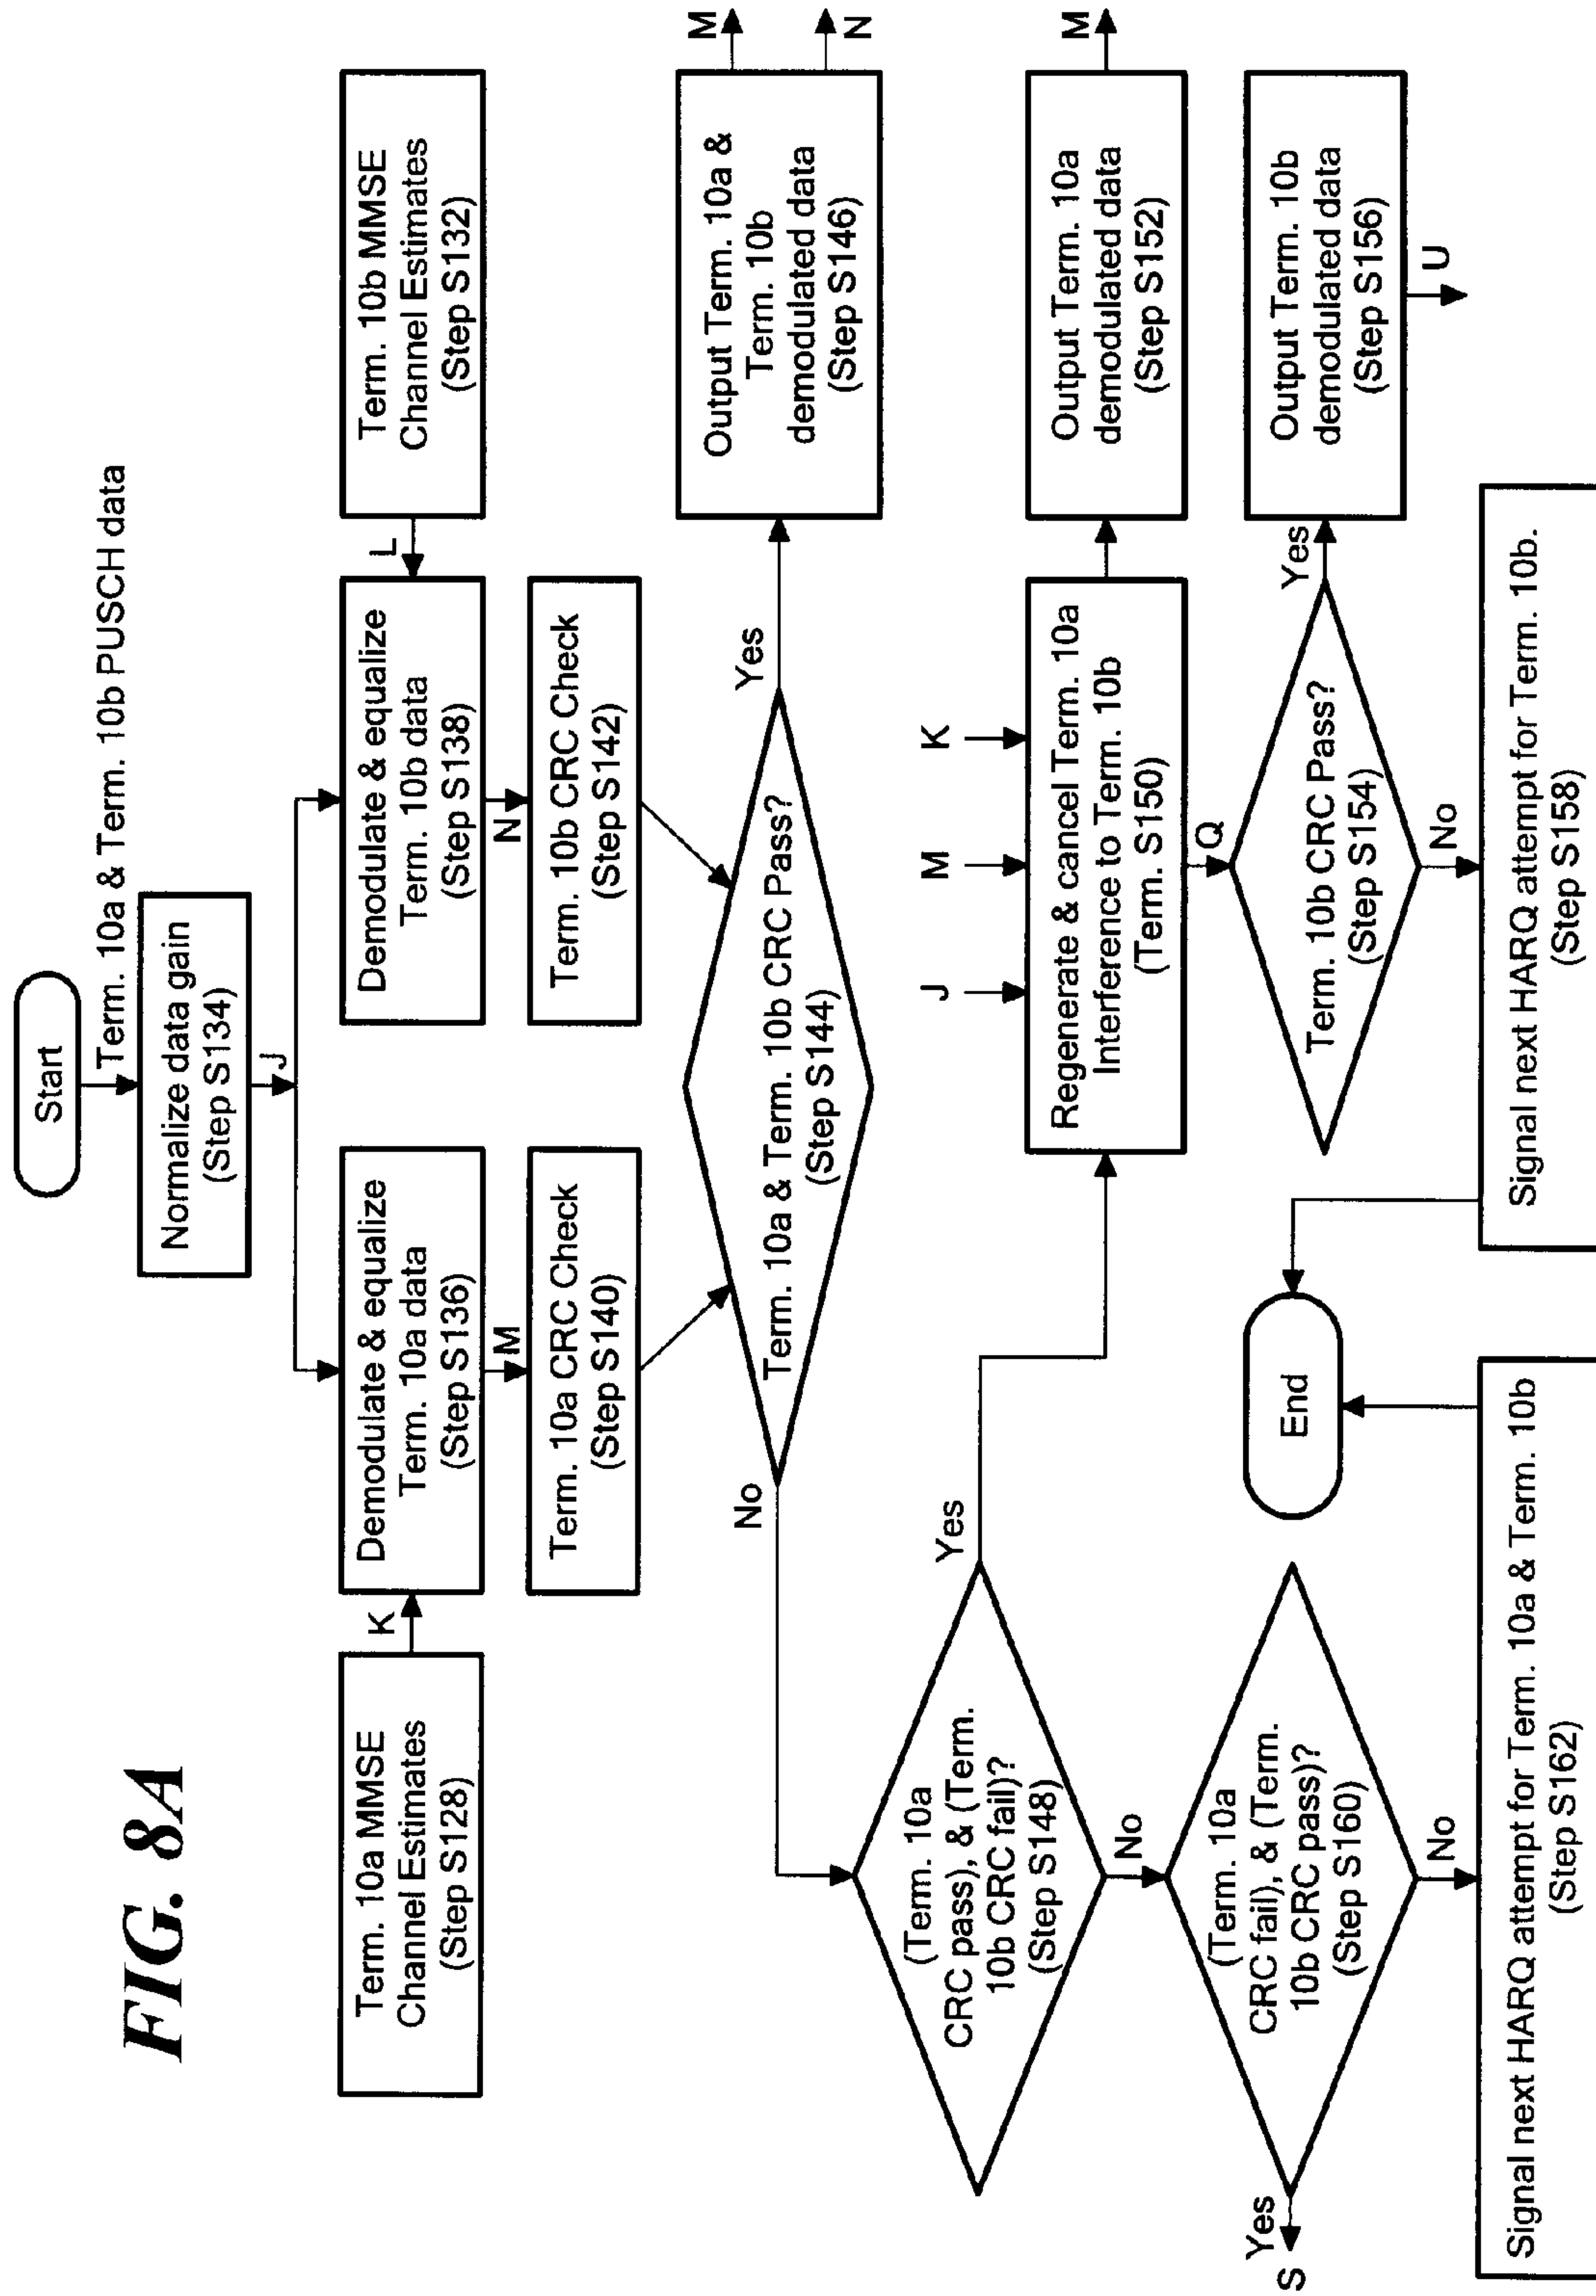 FIG. 8A
Start
Term. 10a & Term. 10b PUSCH data
Normalize data gain
(Step S134)
J
Term. 10a MMSE
Channel Estimates
(Step S128)
K
Demodulate & equalize
Term. 10a data
(Step S136)
Demodulate & equalize
Term. 10b data
(Step S138)
L
Term. 10b MMSE
Channel Estimates
(Step S132)
M
N
Term. 10a CRC Check
(Step S140)
Term. 10b CRC Check
(Step S142)
Term. 10a & Term. 10b CRC Pass?
(Step S144)
No
Yes
Output Term. 10a &
Term. 10b
demodulated data
(Step S146)
M
N
(Term. 10a
CRC pass), & (Term.
10b CRC fail)?
(Step S148)
Yes
No
J
M
K
Regenerate & cancel Term. 10a
Interference to Term. 10b
(Term. S150)
Output Term. 10a
demodulated data
(Step S152)
M
Q
Term. 10b CRC Pass?
(Step S154)
Yes
No
Output Term. 10b
demodulated data
(Step S156)
U
(Term. 10a
CRC fail), & (Term.
10b CRC pass)?
(Step S160)
Yes
S
No
End
Signal next HARQ attempt for Term. 10a & Term. 10b
(Step S162)
Signal next HARQ attempt for Term. 10b.
(Step S158)